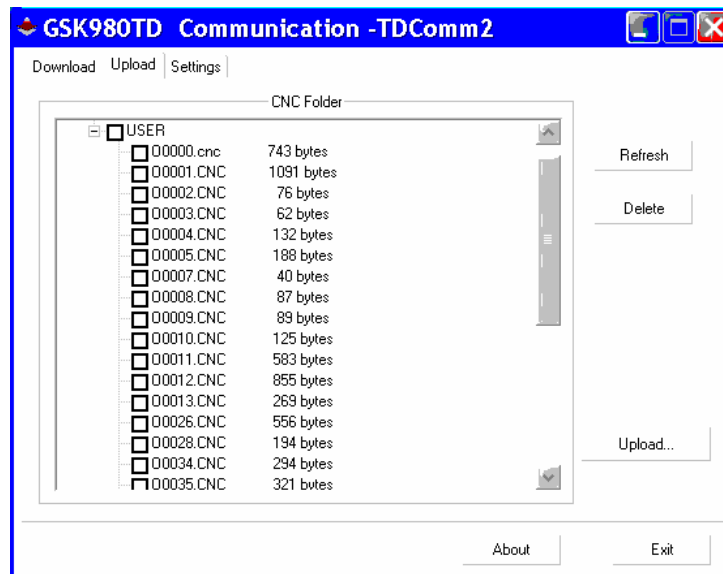 GSK980TD Communication -TDComm2
Download Upload Settings
CNC Folder
USER
O0000.cnc 743 bytes
O0001.CNC 1091 bytes
O0002.CNC 76 bytes
O0003.CNC 62 bytes
O0004.CNC 132 bytes
O0005.CNC 188 bytes
O0007.CNC 40 bytes
O0008.CNC 87 bytes
O0009.CNC 89 bytes
O0010.CNC 125 bytes
O0011.CNC 583 bytes
O0012.CNC 855 bytes
O0013.CNC 269 bytes
O0026.CNC 556 bytes
O0028.CNC 194 bytes
O0034.CNC 294 bytes
O0035.CNC 321 bytes
Refresh
Delete
Upload...
About Exit